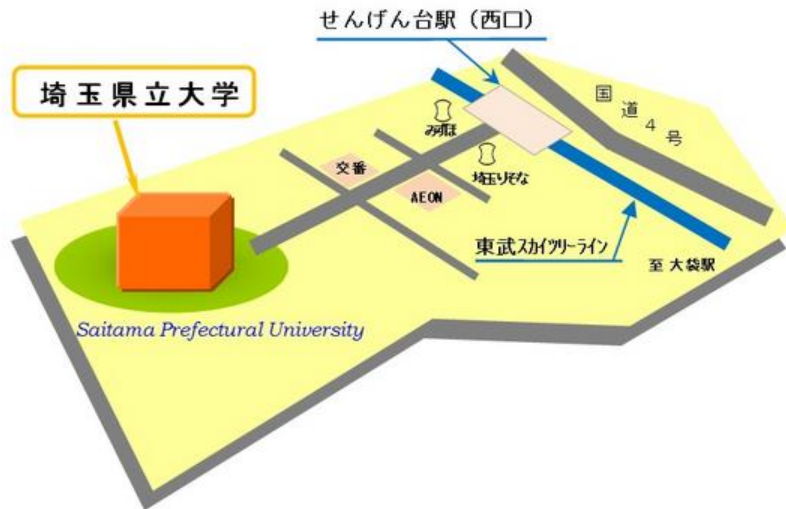 せんげん台駅（西口）
埼玉県立大学
国道4号
みずほ
埼玉りそな
交番
AEON
東武スカイツリーライン
至 大袋駅
Saitama Prefectural University